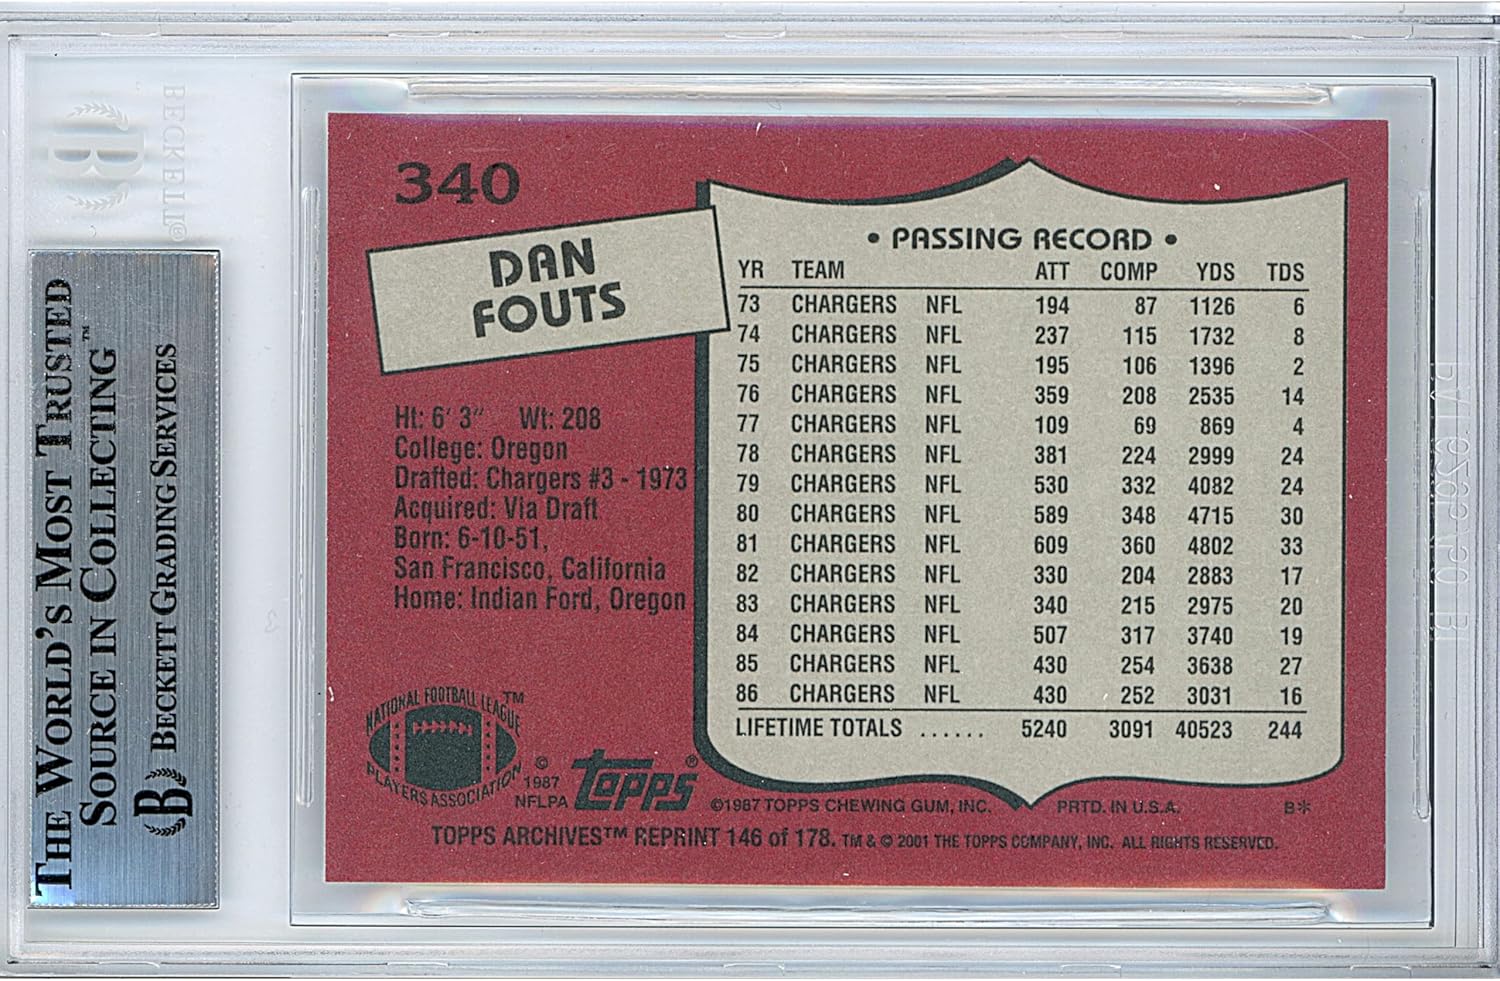 BECKETT®
B
THE WORLD'S MOST TRUSTED
SOURCE IN COLLECTING™
B BECKETT GRADING SERVICES
340
DAN
FOUTS
Ht: 6' 3" Wt: 208
College: Oregon
Drafted: Chargers #3 - 1973
Acquired: Via Draft
Born: 6-10-51,
San Francisco, California
Home: Indian Ford, Oregon
• PASSING RECORD •
YR TEAM ATT COMP YDS TDS
73 CHARGERS NFL 194 87 1126 6
74 CHARGERS NFL 237 115 1732 8
75 CHARGERS NFL 195 106 1396 2
76 CHARGERS NFL 359 208 2535 14
77 CHARGERS NFL 109 69 869 4
78 CHARGERS NFL 381 224 2999 24
79 CHARGERS NFL 530 332 4082 24
80 CHARGERS NFL 589 348 4715 30
81 CHARGERS NFL 609 360 4802 33
82 CHARGERS NFL 330 204 2883 17
83 CHARGERS NFL 340 215 2975 20
84 CHARGERS NFL 507 317 3740 19
85 CHARGERS NFL 430 254 3638 27
86 CHARGERS NFL 430 252 3031 16
LIFETIME TOTALS ...... 5240 3091 40523 244
NATIONAL FOOTBALL LEAGUE™
PLAYERS ASSOCIATION
© 1987
NFLPA
Topps®
©1987 TOPPS CHEWING GUM, INC. PRTD. IN U.S.A. B*
TOPPS ARCHIVES™ REPRINT 146 of 178. TM & © 2001 THE TOPPS COMPANY, INC. ALL RIGHTS RESERVED.